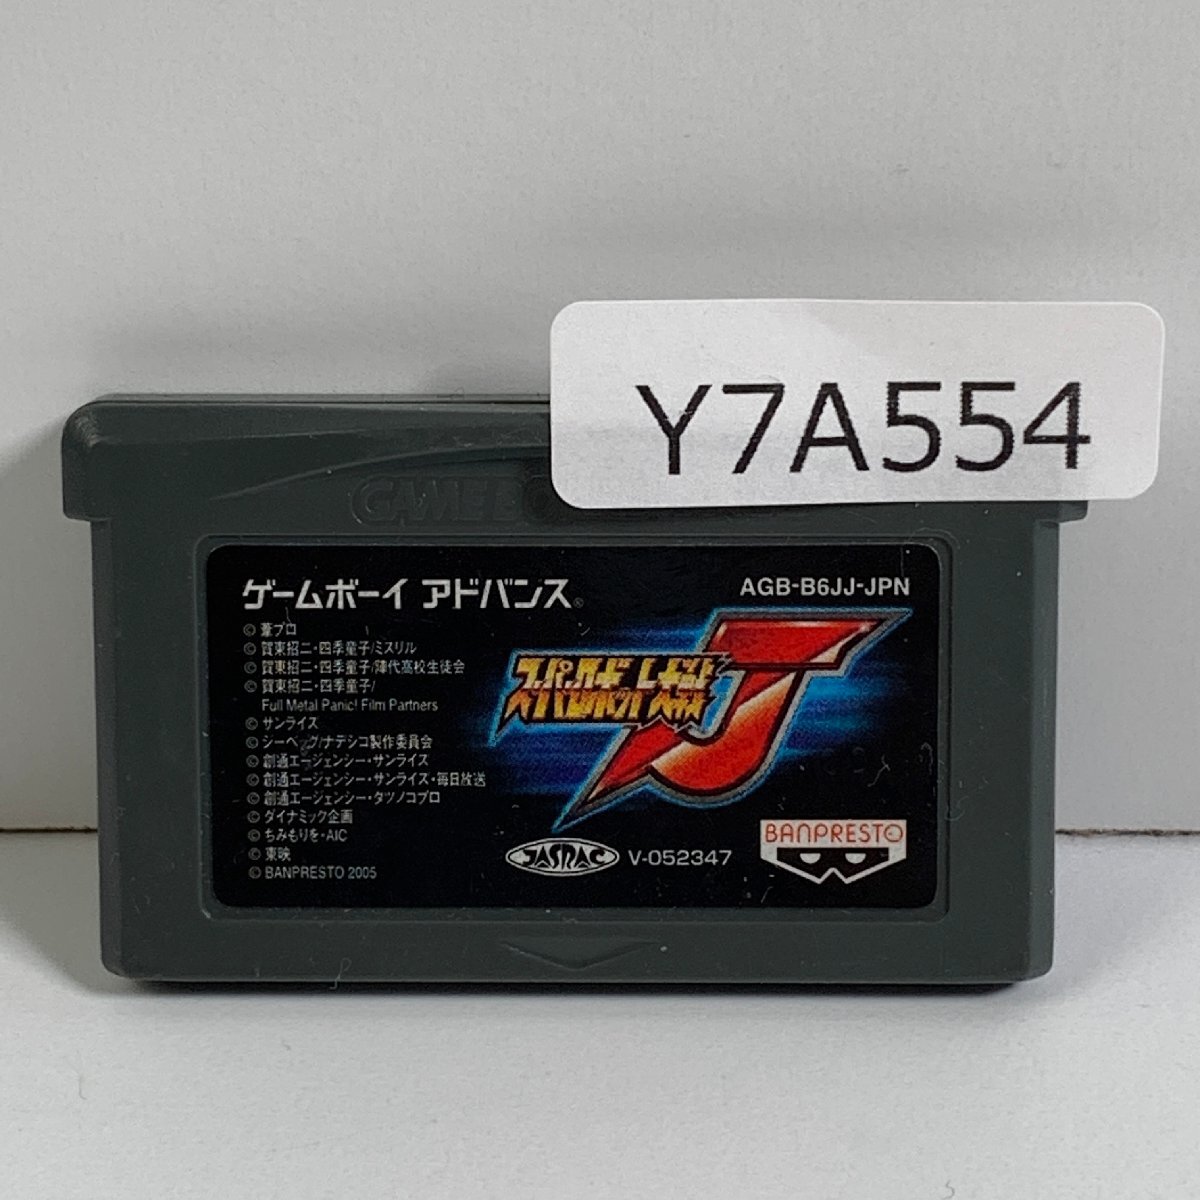 Y7A554
GAME BO
ゲームボーイ アドバンス®
AGB-B6JJ-JPN
© 葦プロ
© 賀東招二・四季童子/ミスリル
© 賀東招二・四季童子/陣代高校生徒会
© 賀東招二・四季童子/
Full Metal Panic! Film Partners
© サンライズ
© ジーベック/ナデシコ製作委員会
© 創通エージェンシー・サンライズ
© 創通エージェンシー・サンライズ・毎日放送
© 創通エージェンシー・タツノコプロ
© ダイナミック企画
© ちみもりを・AIC
© 東映
© BANPRESTO 2005
スーパーロボット大戦
J
JASRAC
V-052347
BANPRESTO